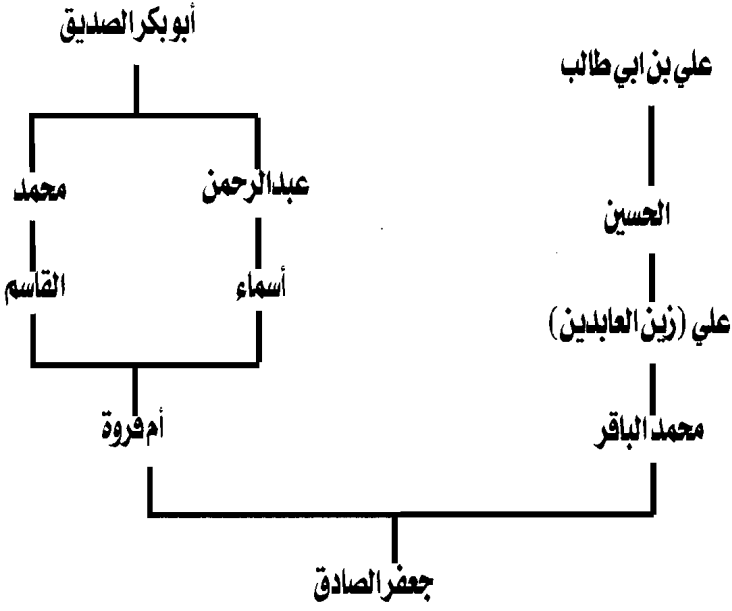 أبو بكر الصديق
علي بن ابي طالب
عبدالرحمن
محمد
الحسين
أسماء
القاسم
علي (زين العابدين)
أم فروة
محمد الباقر
جعفر الصادق